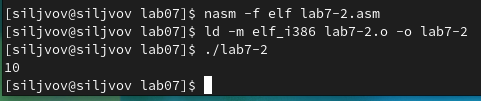 [siljvov@siljvov lab07]$ nasm -f elf lab7-2.asm
[siljvov@siljvov lab07]$ ld -m elf_i386 lab7-2.o -o lab7-2
[siljvov@siljvov lab07]$ ./lab7-2
10
[siljvov@siljvov lab07]$